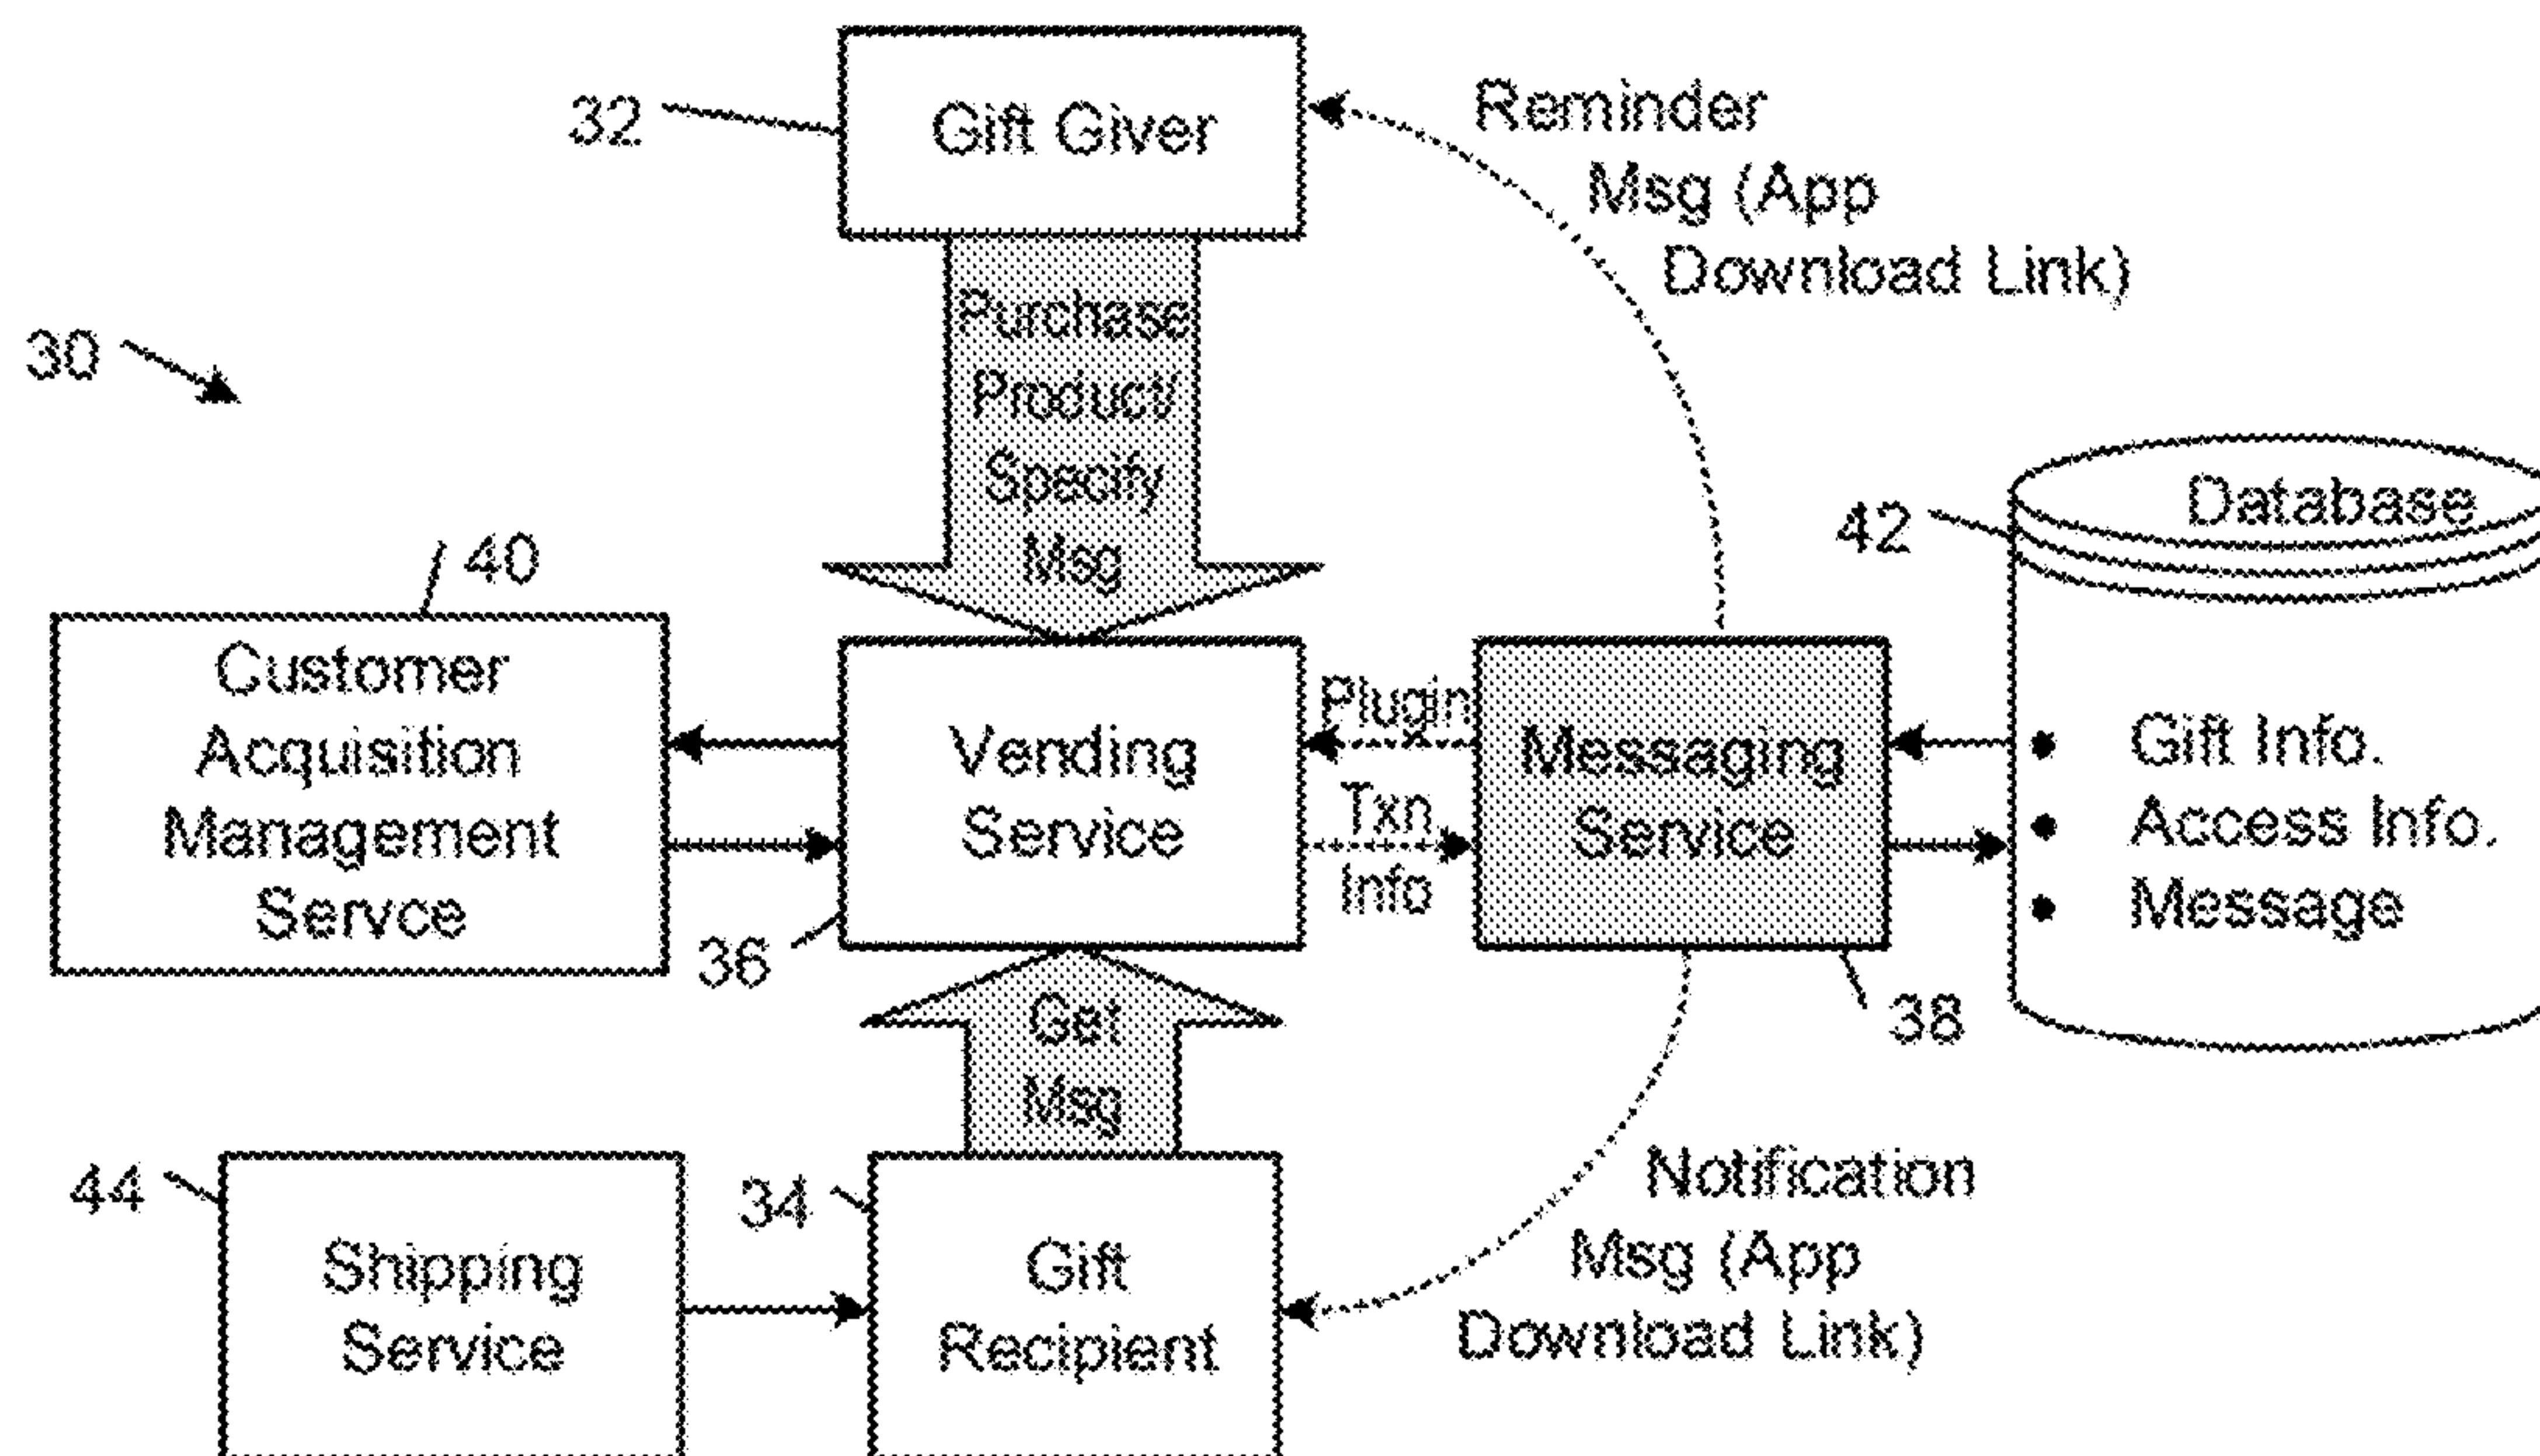 32
Gift Giver
Reminder
Msg (App
Download Link)
30
Purchase
Product/
Specify
Msg
40
Customer
Acquisition
Management
Servce
36
Vending
Service
Plugin
Txn
Info
Messaging
Service
38
42
Database
• Gift Info.
• Access Info.
• Message
Get
Msg
44
Shipping
Service
34
Gift
Recipient
Notification
Msg (App
Download Link)